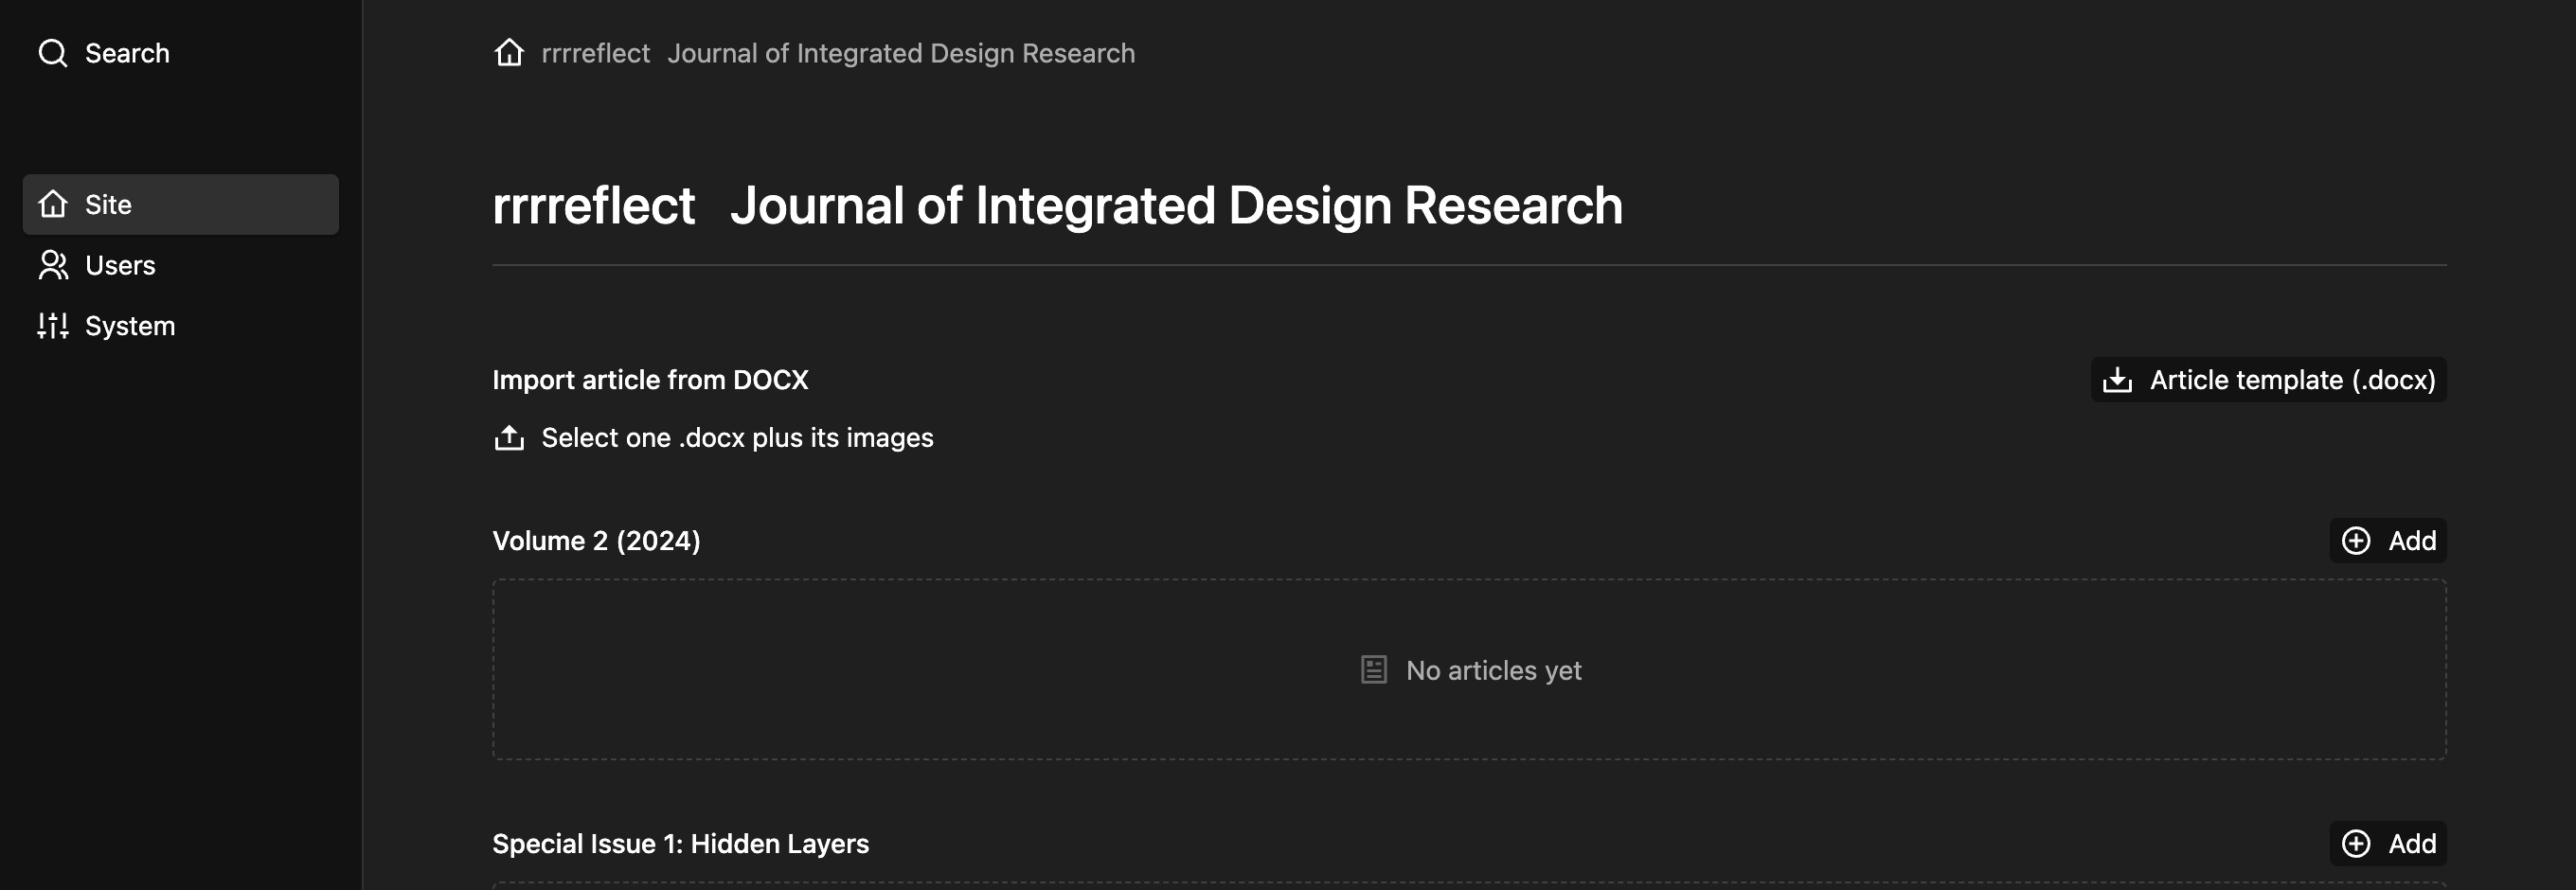 Search
rrrreflect Journal of Integrated Design Research
Site
Users
System
rrrreflect Journal of Integrated Design Research
Import article from DOCX
Article template (.docx)
Select one .docx plus its images
Volume 2 (2024)
Add
No articles yet
Special Issue 1: Hidden Layers
Add